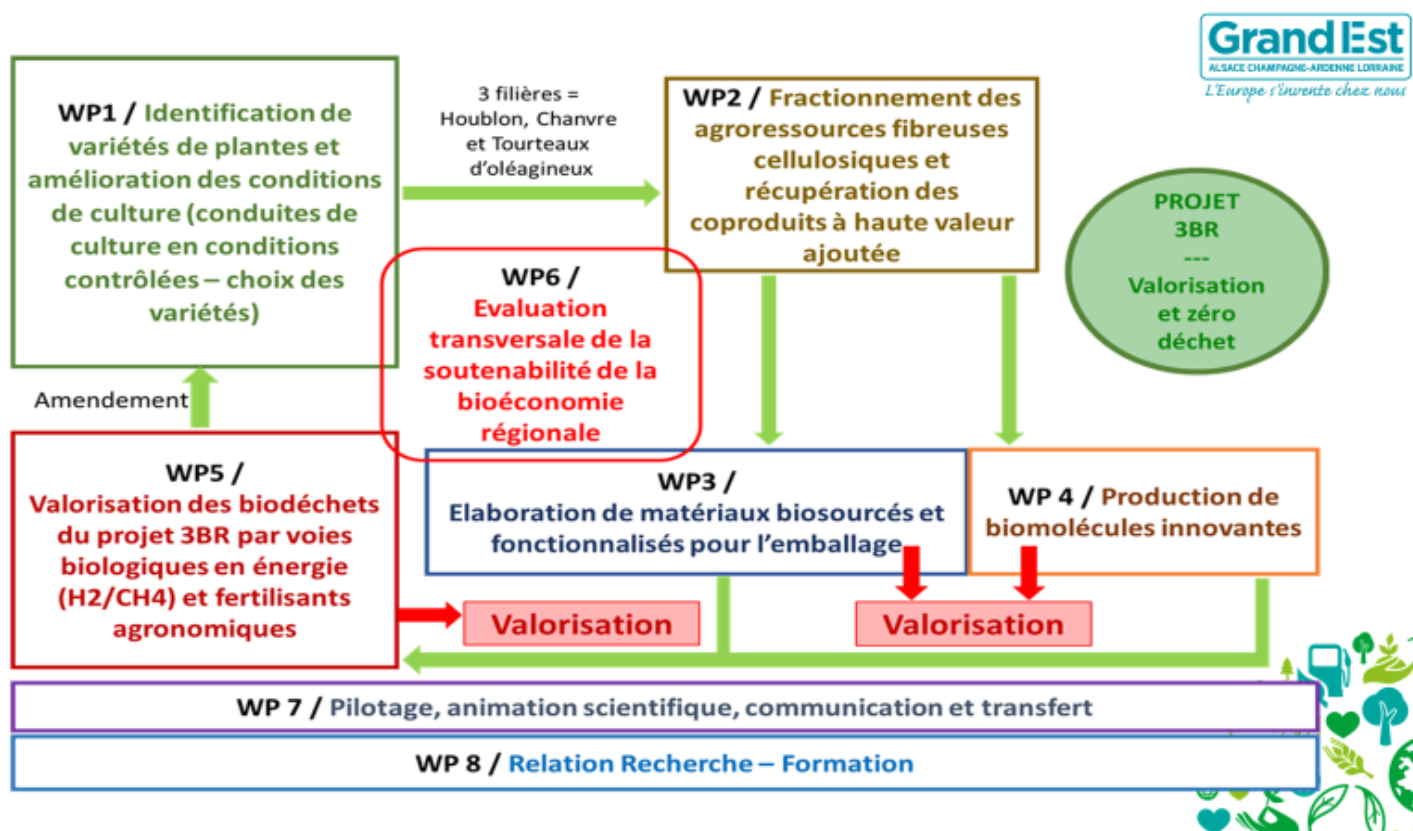 Grand Est
ALSACE CHAMPAGNE-ARDENNE LORRAINE
L'Europe s'invente chez nous
WP1 / Identification de
variétés de plantes et
amélioration des conditions
de culture (conduites de
culture en conditions
contrôlées – choix des
variétés)
3 filières =
Houblon, Chanvre
et Tourteaux
d'oléagineux
WP2 / Fractionnement des
agroressources fibreuses
cellulosiques et
récupération des
coproduits à haute valeur
ajoutée
PROJET
3BR
---
Valorisation
et zéro
déchet
WP6 /
Evaluation
transversale de la
soutenabilité de la
bioéconomie
régionale
Amendement
WP5 /
Valorisation des biodéchets
du projet 3BR par voies
biologiques en énergie
(H2/CH4) et fertilisants
agronomiques
WP3 /
Elaboration de matériaux biosourcés et
fonctionnalisés pour l'emballage
WP 4 / Production de
biomolécules innovantes
Valorisation
Valorisation
WP 7 / Pilotage, animation scientifique, communication et transfert
WP 8 / Relation Recherche – Formation